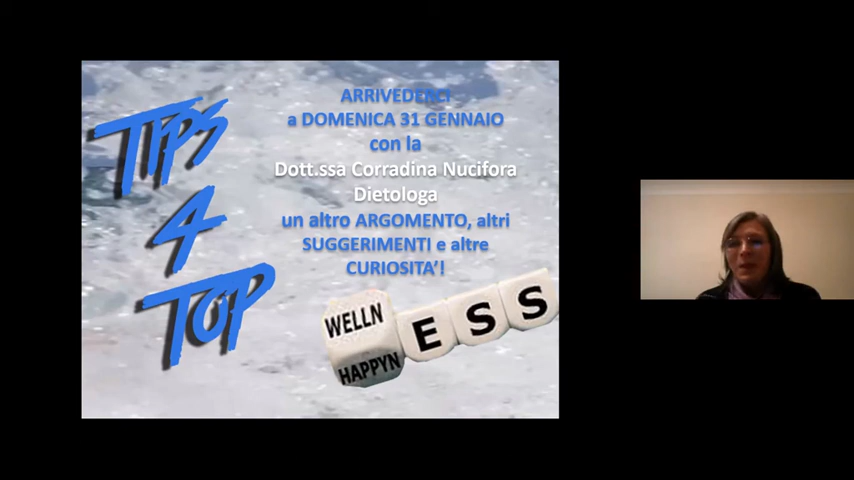 TIPS
4
TOP
ARRIVEDERCI
a DOMENICA 31 GENNAIO
con la
Dott.ssa Corradina Nucifora
Dietologa
un altro ARGOMENTO, altri
SUGGERIMENTI e altre
CURIOSITA'!
WELLN
HAPPYN
ESS